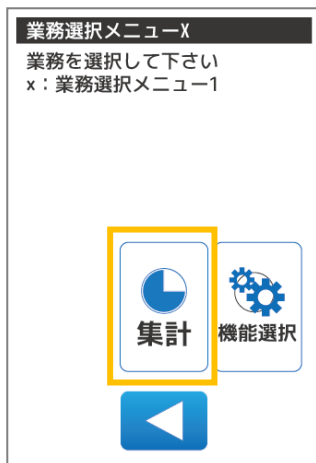 業務選択メニューX
業務を選択して下さい
x：業務選択メニュー1
集計
機能選択